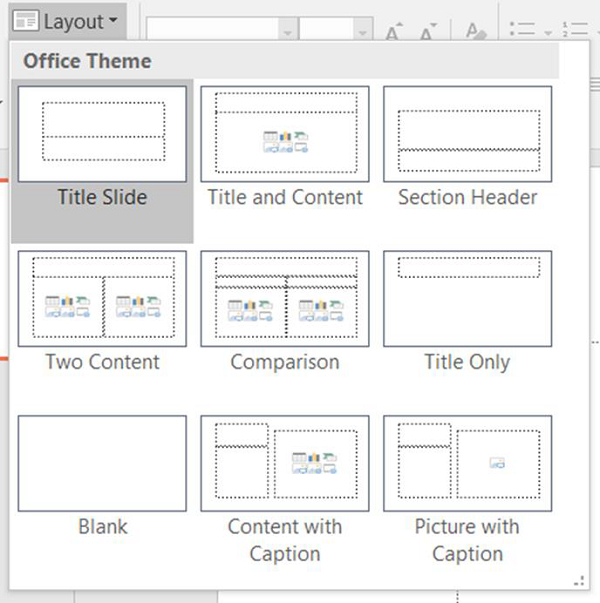 Layout
Office Theme
Title Slide
Title and Content
Section Header
Two Content
Comparison
Title Only
Blank
Content with
Caption
Picture with
Caption